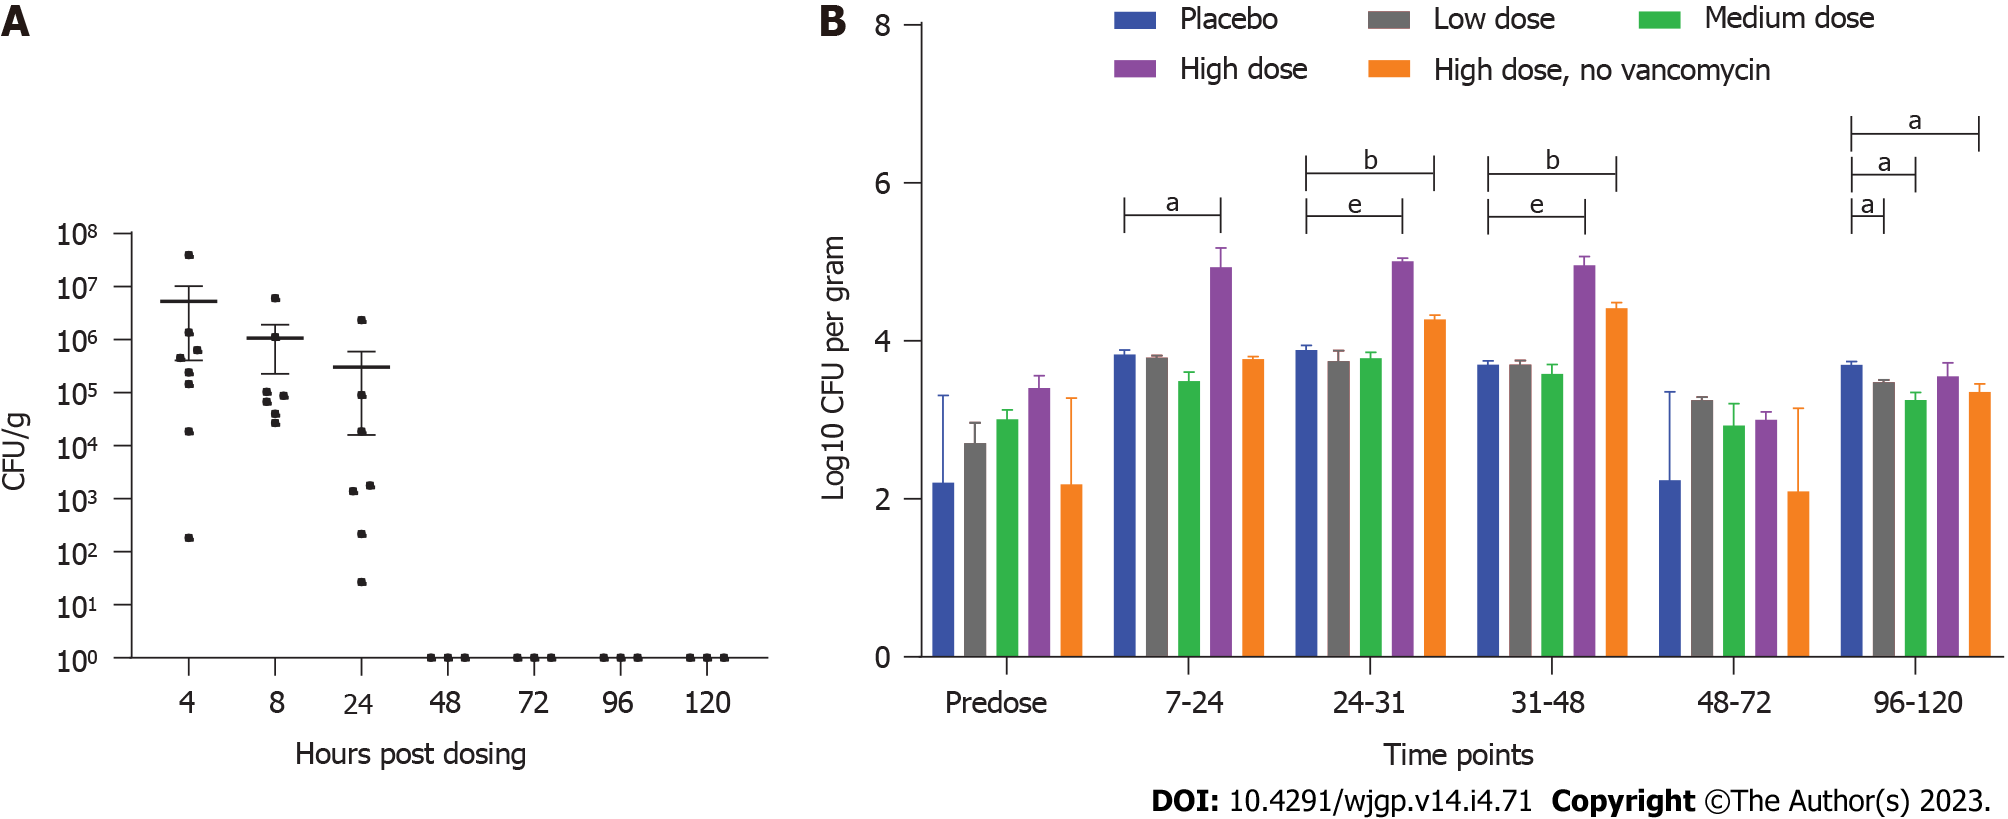 A
CFU/g
10⁸
10⁷
10⁶
10⁵
10⁴
10³
10²
10¹
10⁰
4 8 24 48 72 96 120
Hours post dosing
B
Placebo Low dose Medium dose
High dose High dose, no vancomycin
Log10 CFU per gram
8
6
4
2
0
a
b
e
b
e
a
a
a
Predose 7-24 24-31 31-48 48-72 96-120
Time points
DOI: 10.4291/wjgp.v14.i4.71 Copyright ©The Author(s) 2023.